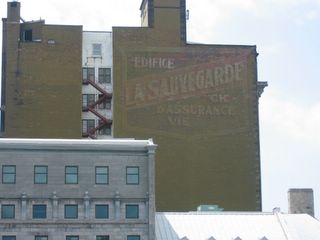 EDIFICE
LA SAUVEGARDE
CIE
D'ASSURANCE
VIE